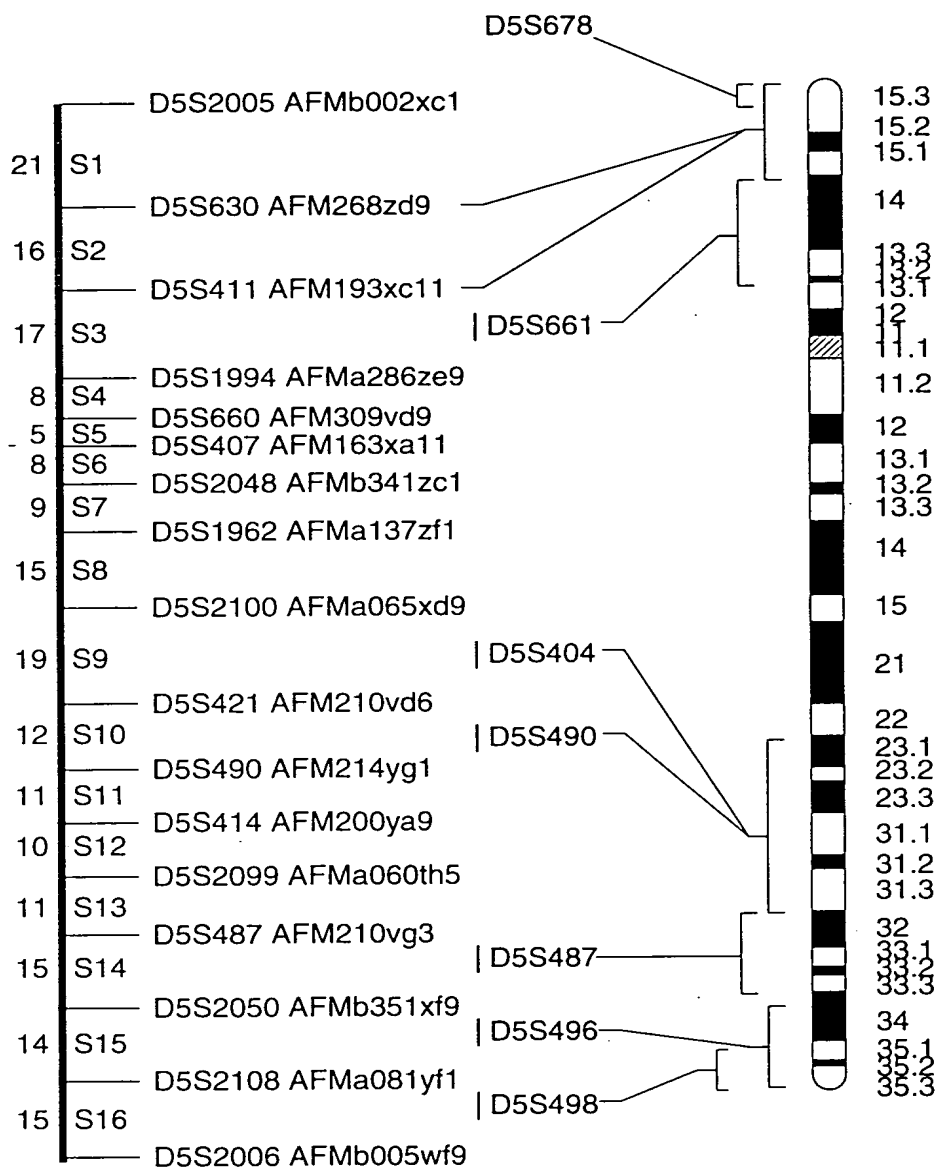 D5S678
D5S2005 AFMb002xc1
21 S1
D5S630 AFM268zd9
16 S2
D5S411 AFM193xc11
17 S3
D5S1994 AFMa286ze9
8 S4
D5S660 AFM309vd9
5 S5
D5S407 AFM163xa11
8 S6
D5S2048 AFMb341zc1
9 S7
D5S1962 AFMa137zf1
15 S8
D5S2100 AFMa065xd9
19 S9
D5S421 AFM210vd6
12 S10
D5S490 AFM214yg1
11 S11
D5S414 AFM200ya9
10 S12
D5S2099 AFMa060th5
11 S13
D5S487 AFM210vg3
15 S14
D5S2050 AFMb351xf9
14 S15
D5S2108 AFMa081yf1
15 S16
D5S2006 AFMb005wf9
D5S661
D5S404
D5S490
D5S487
D5S496
D5S498
15.3
15.2
15.1
14
13.3
13.2
13.1
12
11
11.1
11.2
12
13.1
13.2
13.3
14
15
21
22
23.1
23.2
23.3
31.1
31.2
31.3
32
33.1
33.2
33.3
34
35.1
35.2
35.3